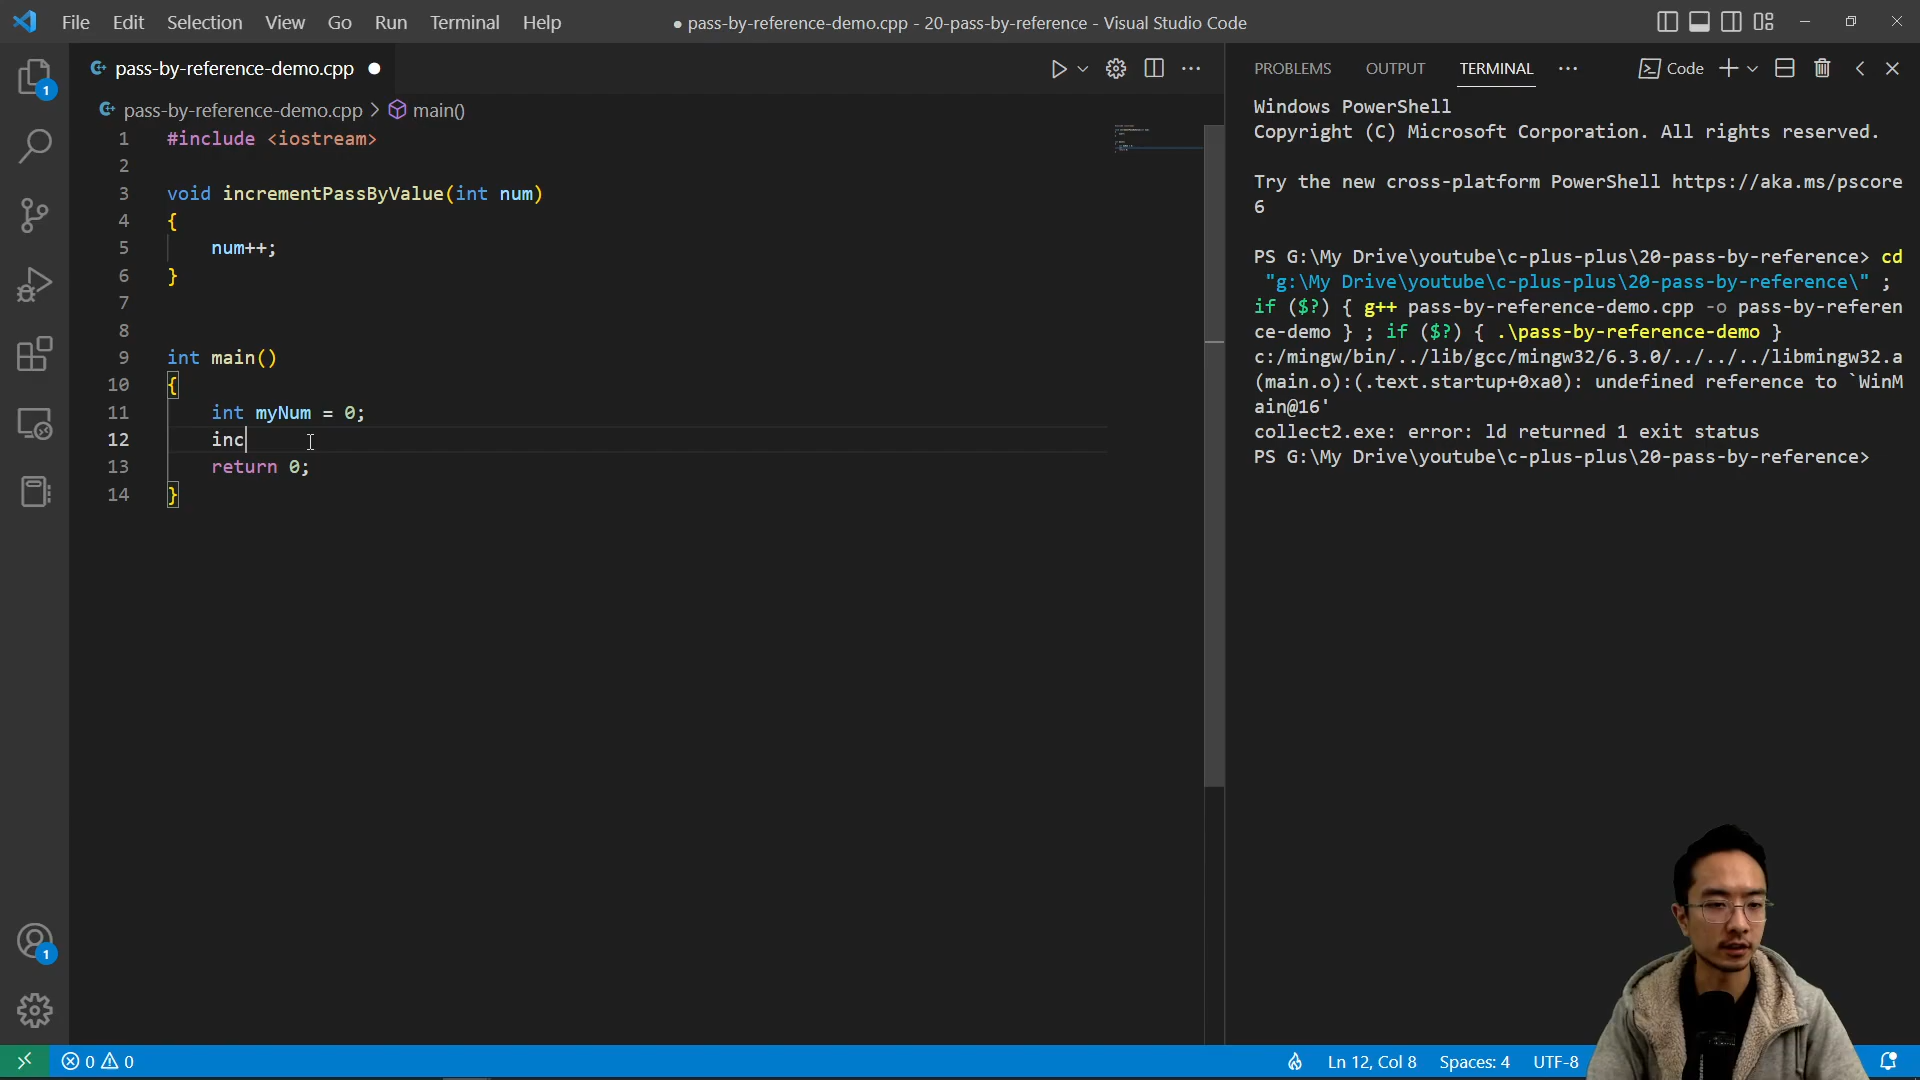 File Edit Selection View Go Run Terminal Help
● pass-by-reference-demo.cpp - 20-pass-by-reference - Visual Studio Code
pass-by-reference-demo.cpp ●
pass-by-reference-demo.cpp > main()
1 #include <iostream>
2
3 void incrementPassByValue(int num)
4 {
5 num++;
6 }
7
8
9 int main()
10 {
11 int myNum = 0;
12 inc
13 return 0;
14 }
PROBLEMS OUTPUT TERMINAL ··· Code
Windows PowerShell
Copyright (C) Microsoft Corporation. All rights reserved.
Try the new cross-platform PowerShell https://aka.ms/pscore
6
PS G:\My Drive\youtube\c-plus-plus\20-pass-by-reference> cd
"g:\My Drive\youtube\c-plus-plus\20-pass-by-reference\" ;
if ($?) { g++ pass-by-reference-demo.cpp -o pass-by-referen
ce-demo } ; if ($?) { .\pass-by-reference-demo }
c:/mingw/bin/../lib/gcc/mingw32/6.3.0/../../../libmingw32.a
(main.o):(.text.startup+0xa0): undefined reference to `WinM
ain@16'
collect2.exe: error: ld returned 1 exit status
PS G:\My Drive\youtube\c-plus-plus\20-pass-by-reference>
1
1
0 0
Ln 12, Col 8 Spaces: 4 UTF-8